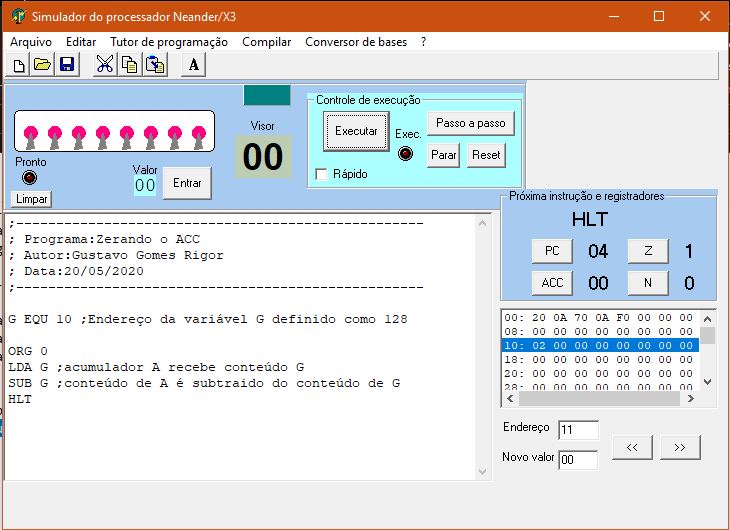 Simulador do processador Neander/X3
Arquivo Editar Tutor de programação Compilar Conversor de bases ?
A
Pronto
Limpar
Valor
00
Entrar
Visor
00
Controle de execução
Executar
Exec.
Passo a passo
Parar
Reset
Rápido
Próxima instrução e registradores
HLT
PC 04 Z 1
ACC 00 N 0
;---------------------------------------------------
; Programa:Zerando o ACC
; Autor:Gustavo Gomes Rigor
; Data:20/05/2020
;---------------------------------------------------
G EQU 10 ;Endereço da variável G definido como 128
ORG 0
LDA G ;acumulador A recebe conteúdo G
SUB G ;conteúdo de A é subtraido do conteúdo de G
HLT
00: 20 0A 70 0A F0 00 00 00
08: 00 00 00 00 00 00 00 00
10: 02 00 00 00 00 00 00 00
18: 00 00 00 00 00 00 00 00
20: 00 00 00 00 00 00 00 00
28: 00 00 00 00 00 00 00 00
Endereço 11
Novo valor 00
<< >>